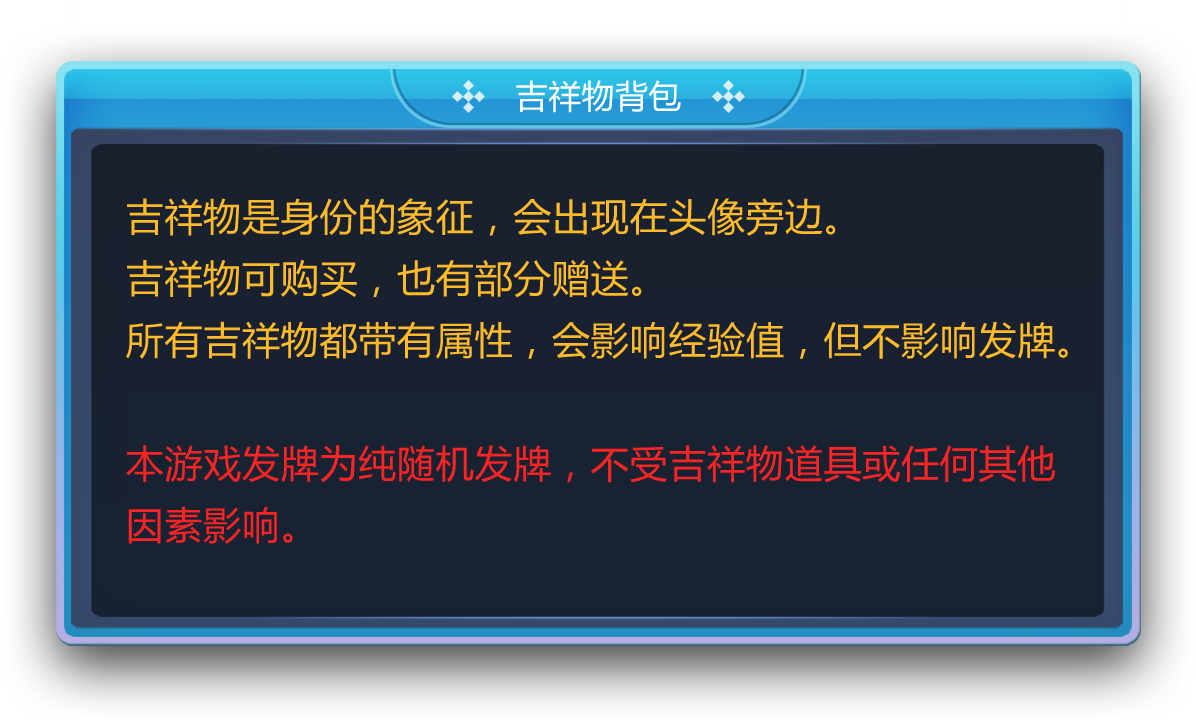 吉祥物背包
吉祥物是身份的象征，会出现在头像旁边。
吉祥物可购买，也有部分赠送。
所有吉祥物都带有属性，会影响经验值，但不影响发牌。
本游戏发牌为纯随机发牌，不受吉祥物道具或任何其他
因素影响。